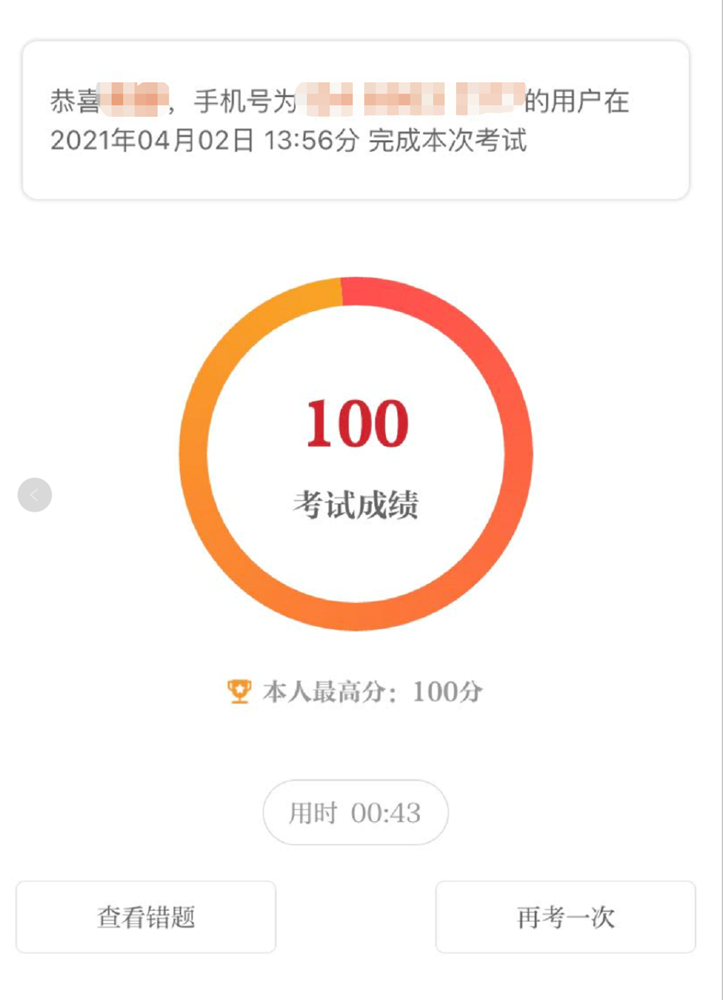 恭喜，手机号为的用户在
2021年04月02日 13:56分 完成本次考试
100
考试成绩
本人最高分：100分
用时 00:43
查看错题
再考一次